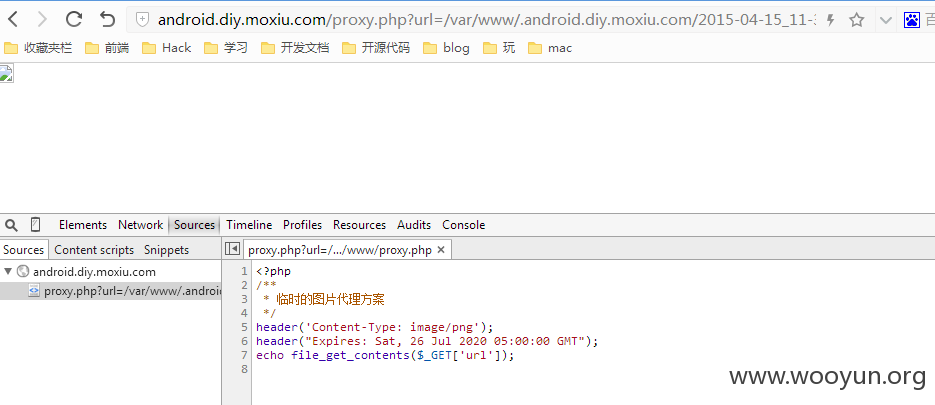 android.diy.moxiu.com/proxy.php?url=/var/www/.android.diy.moxiu.com/2015-04-15_11-
收藏夹栏 前端 Hack 学习 开发文档 开源代码 blog 玩 mac
Elements Network Sources Timeline Profiles Resources Audits Console
Sources Content scripts Snippets
proxy.php?url=/.../www/proxy.php
android.diy.moxiu.com
proxy.php?url=/var/www/.androi
1 <?php
2 /**
3 * 临时的图片代理方案
4 */
5 header('Content-Type: image/png');
6 header("Expires: Sat, 26 Jul 2020 05:00:00 GMT");
7 echo file_get_contents($_GET['url']);
8
www.wooyun.org